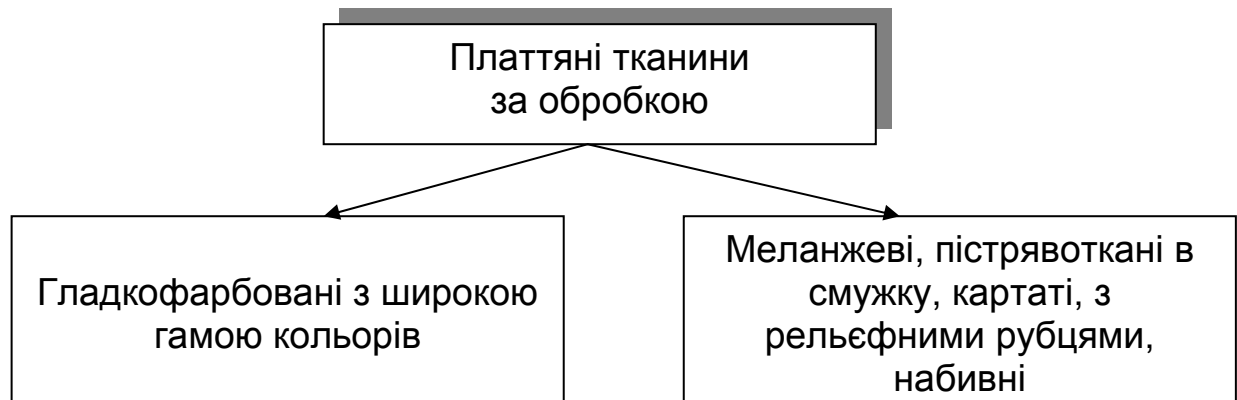 Платтяні тканини
за обробкою
Гладкофарбовані з широкою
гамою кольорів
Меланжеві, пістрявоткані в
смужку, картаті, з
рельєфними рубцями,
набивні